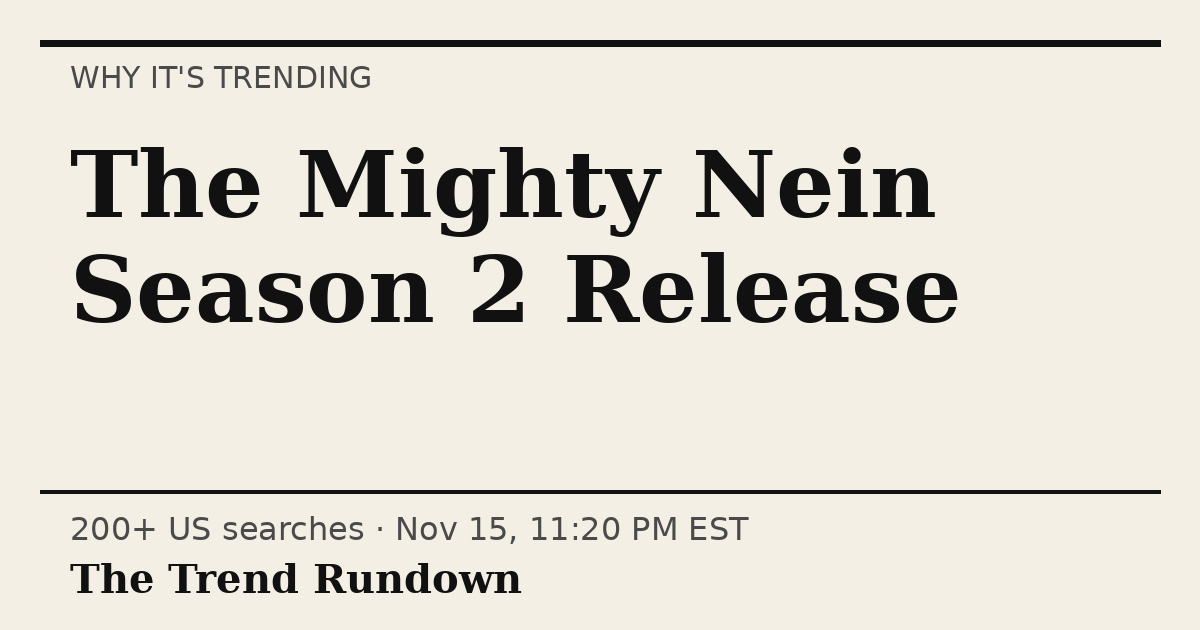 WHY IT'S TRENDING
The Mighty Nein
Season 2 Release
200+ US searches · Nov 15, 11:20 PM EST
The Trend Rundown